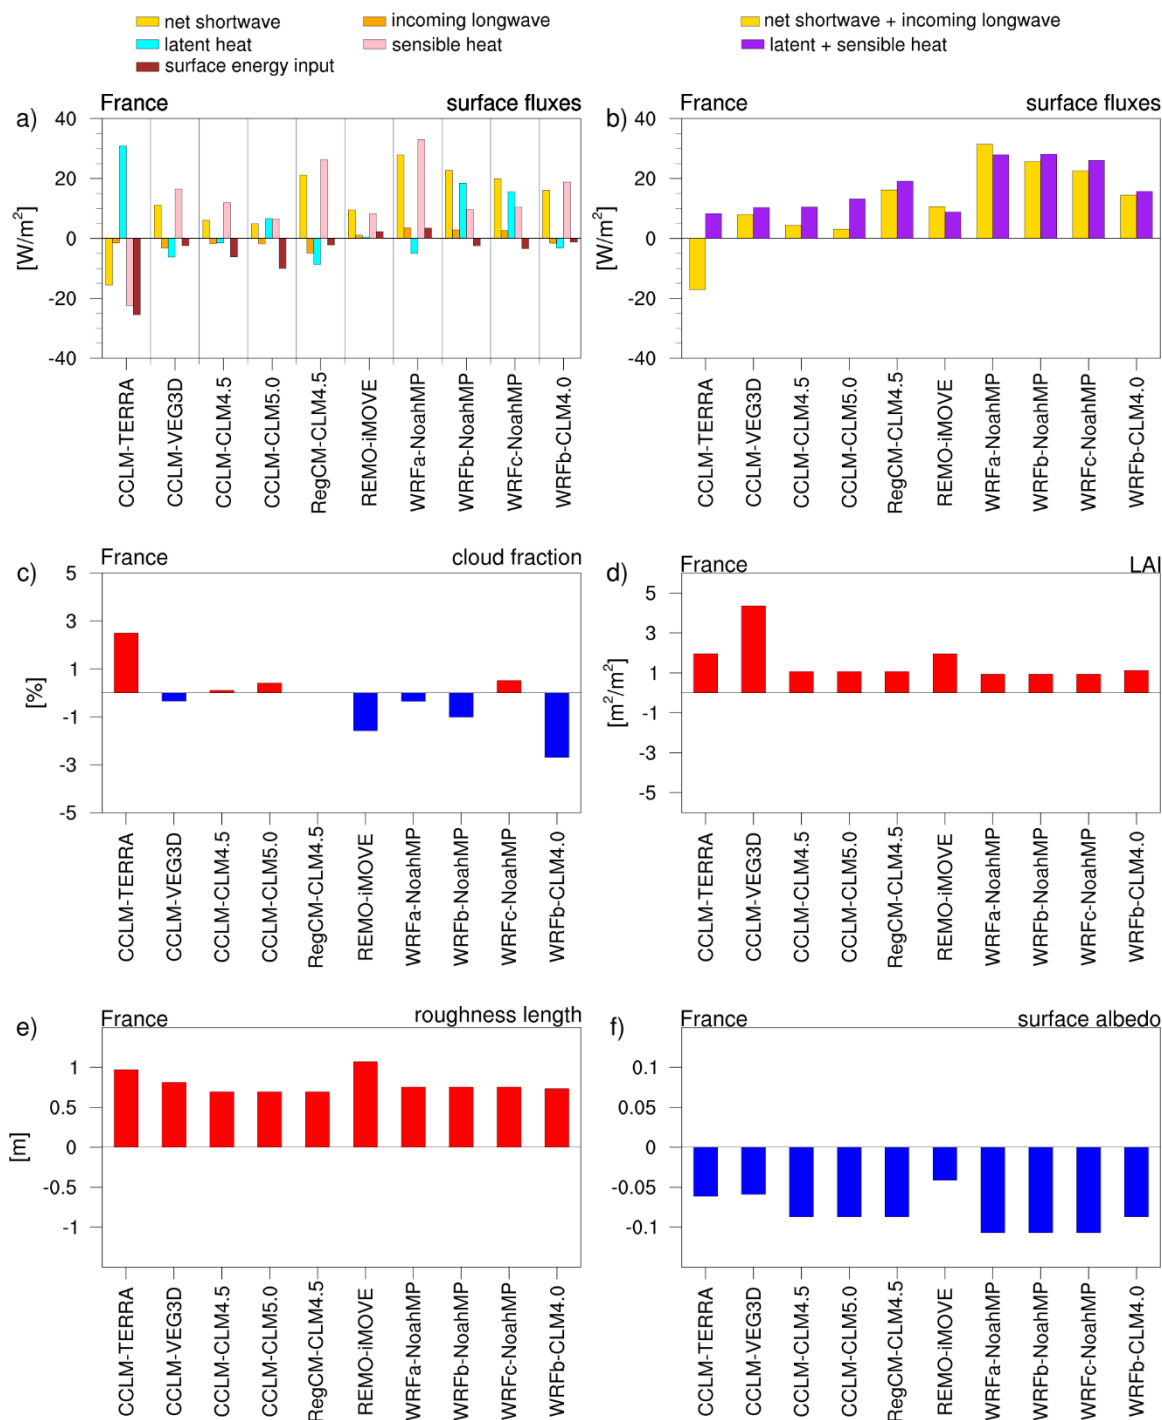 net shortwave
incoming longwave
net shortwave + incoming longwave
latent heat
sensible heat
latent + sensible heat
surface energy input
a)
France
surface fluxes
40
20
0
-20
-40
[W/m²]
CCLM-TERRA
CCLM-VEG3D
CCLM-CLM4.5
CCLM-CLM5.0
RegCM-CLM4.5
REMO-iMOVE
WRFa-NoahMP
WRFb-NoahMP
WRFc-NoahMP
WRFb-CLM4.0
b)
France
surface fluxes
40
20
0
-20
-40
[W/m²]
CCLM-TERRA
CCLM-VEG3D
CCLM-CLM4.5
CCLM-CLM5.0
RegCM-CLM4.5
REMO-iMOVE
WRFa-NoahMP
WRFb-NoahMP
WRFc-NoahMP
WRFb-CLM4.0
c)
France
cloud fraction
5
3
1
-1
-3
-5
[%]
CCLM-TERRA
CCLM-VEG3D
CCLM-CLM4.5
CCLM-CLM5.0
RegCM-CLM4.5
REMO-iMOVE
WRFa-NoahMP
WRFb-NoahMP
WRFc-NoahMP
WRFb-CLM4.0
d)
France
LAI
5
3
1
-1
-3
-5
[m²/m²]
CCLM-TERRA
CCLM-VEG3D
CCLM-CLM4.5
CCLM-CLM5.0
RegCM-CLM4.5
REMO-iMOVE
WRFa-NoahMP
WRFb-NoahMP
WRFc-NoahMP
WRFb-CLM4.0
e)
France
roughness length
1
0.5
0
-0.5
-1
[m]
CCLM-TERRA
CCLM-VEG3D
CCLM-CLM4.5
CCLM-CLM5.0
RegCM-CLM4.5
REMO-iMOVE
WRFa-NoahMP
WRFb-NoahMP
WRFc-NoahMP
WRFb-CLM4.0
f)
France
surface albedo
0.1
0.05
0
-0.05
-0.1
CCLM-TERRA
CCLM-VEG3D
CCLM-CLM4.5
CCLM-CLM5.0
RegCM-CLM4.5
REMO-iMOVE
WRFa-NoahMP
WRFb-NoahMP
WRFc-NoahMP
WRFb-CLM4.0